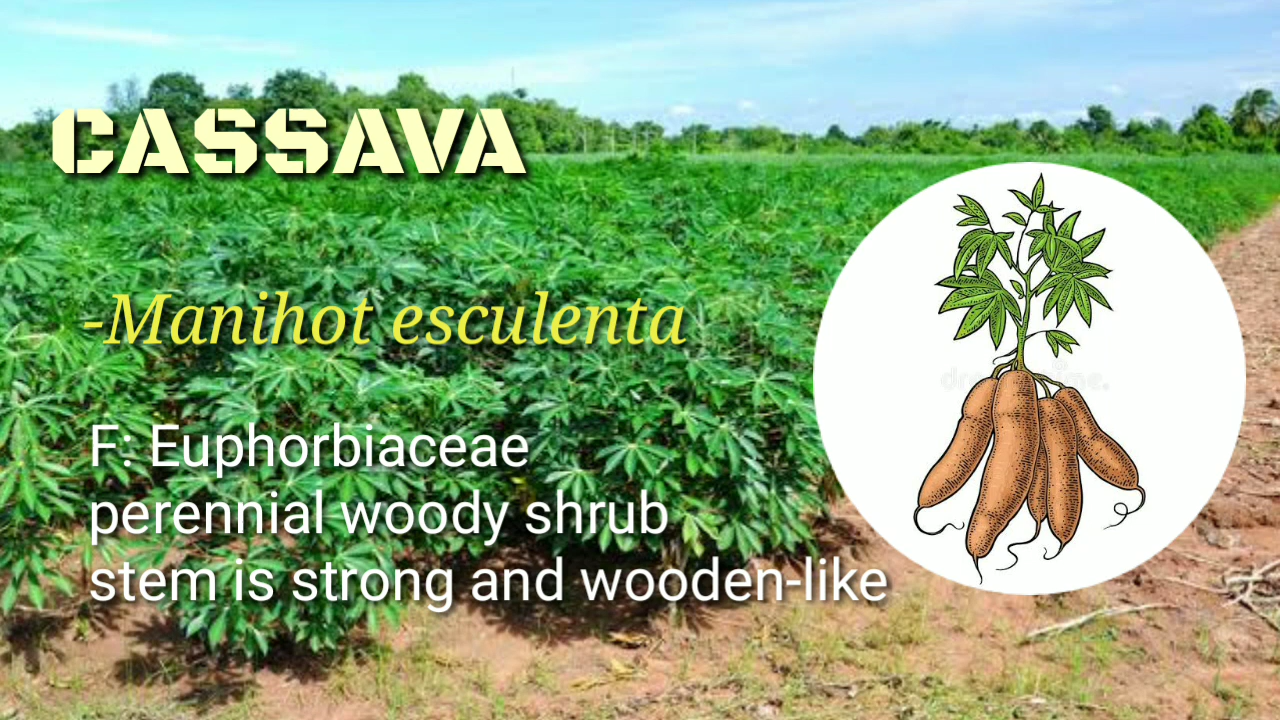 CASSAVA
-Manihot esculenta
F: Euphorbiaceae
perennial woody shrub
stem is strong and wooden-like